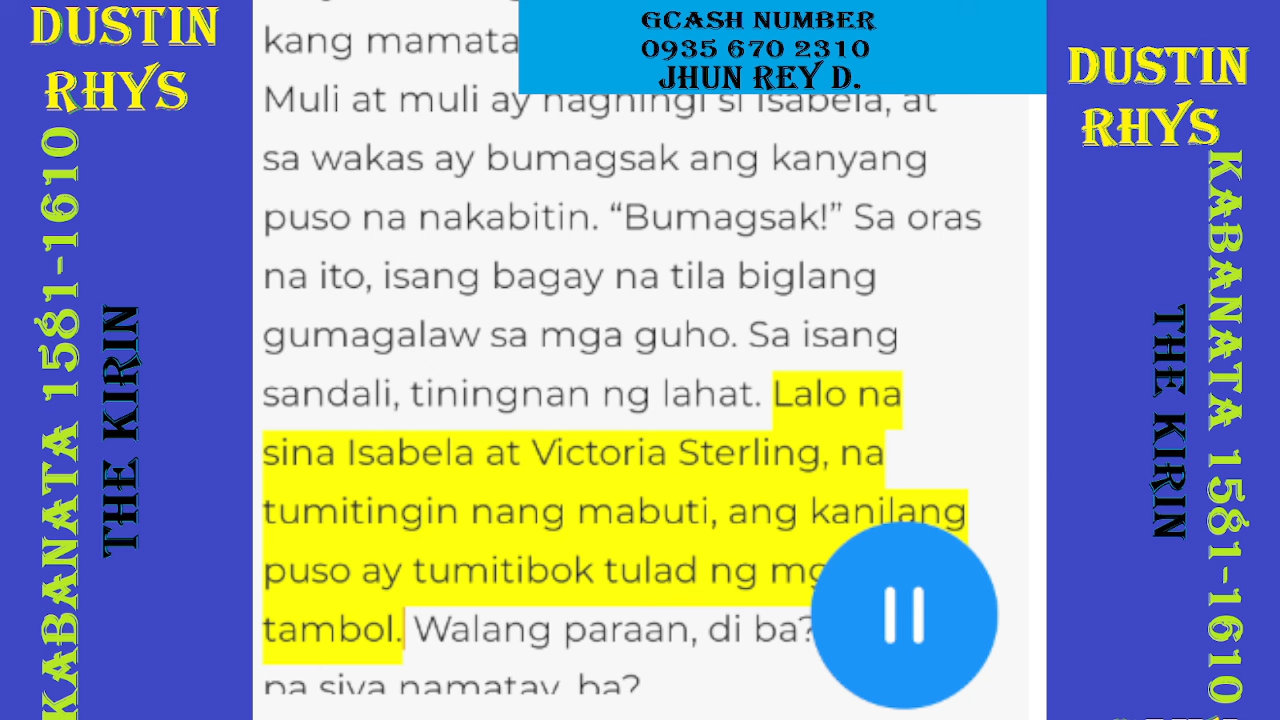 DUSTIN
RHYS
KABANATA 1581-1610
THE KIRIN
GCASH NUMBER
0935 670 2310
JHUN REY D.
kang mamata
Muli at muli ay naghingi si Isabela, at
sa wakas ay bumagsak ang kanyang
puso na nakabitin. “Bumagsak!” Sa oras
na ito, isang bagay na tila biglang
gumagalaw sa mga guho. Sa isang
sandali, tiningnan ng lahat. Lalo na
sina Isabela at Victoria Sterling, na
tumitingin nang mabuti, ang kanilang
puso ay tumitibok tulad ng mg
tambol. Walang paraan, di ba?
na siya namatay, ba?
DUSTIN
RHYS
KABANATA 1581-1610
THE KIRIN